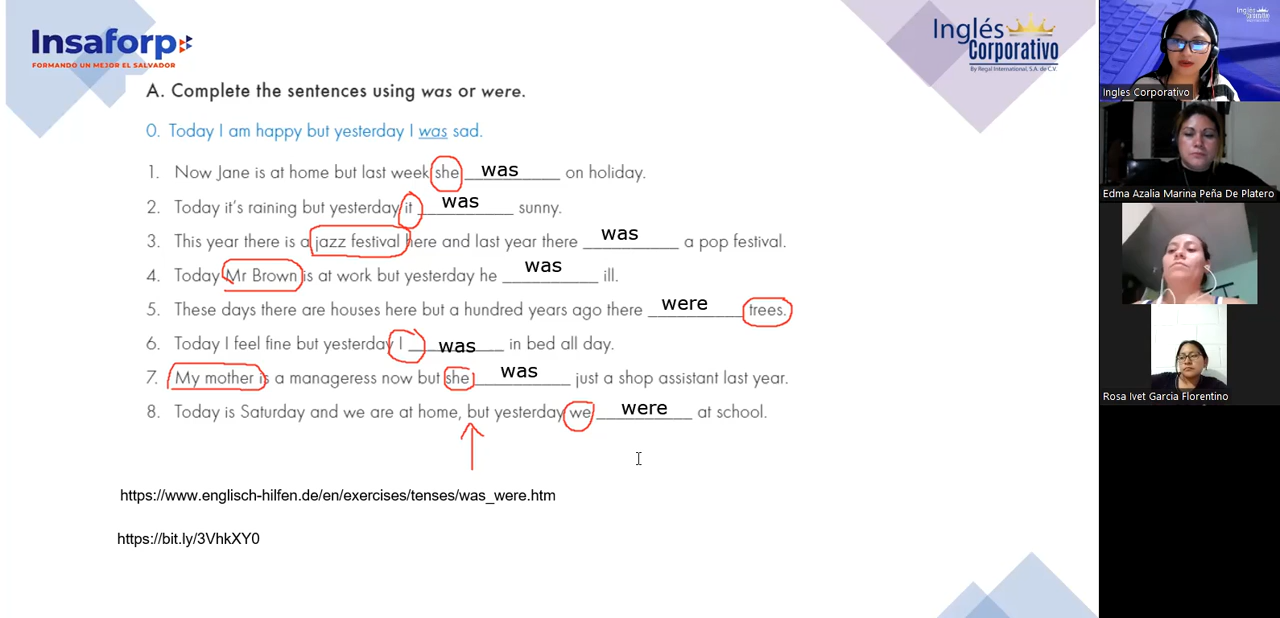 Insaforp
FORMANDO UN MEJOR EL SALVADOR
Inglés
Corporativo
By Regal International, S.A. de C.V.
A. Complete the sentences using was or were.
0. Today I am happy but yesterday I was sad.
1. Now Jane is at home but last week she was on holiday.
2. Today it's raining but yesterday it was sunny.
3. This year there is a jazz festival here and last year there was a pop festival.
4. Today Mr Brown is at work but yesterday he was ill.
5. These days there are houses here but a hundred years ago there were trees.
6. Today I feel fine but yesterday I was in bed all day.
7. My mother is a manageress now but she was just a shop assistant last year.
8. Today is Saturday and we are at home, but yesterday we were at school.
https://www.englisch-hilfen.de/en/exercises/tenses/was_were.htm
https://bit.ly/3VhkXY0
Ingles Corporativo
Edma Azalia Marina Peña De Platero
Rosa Ivet Garcia Florentino